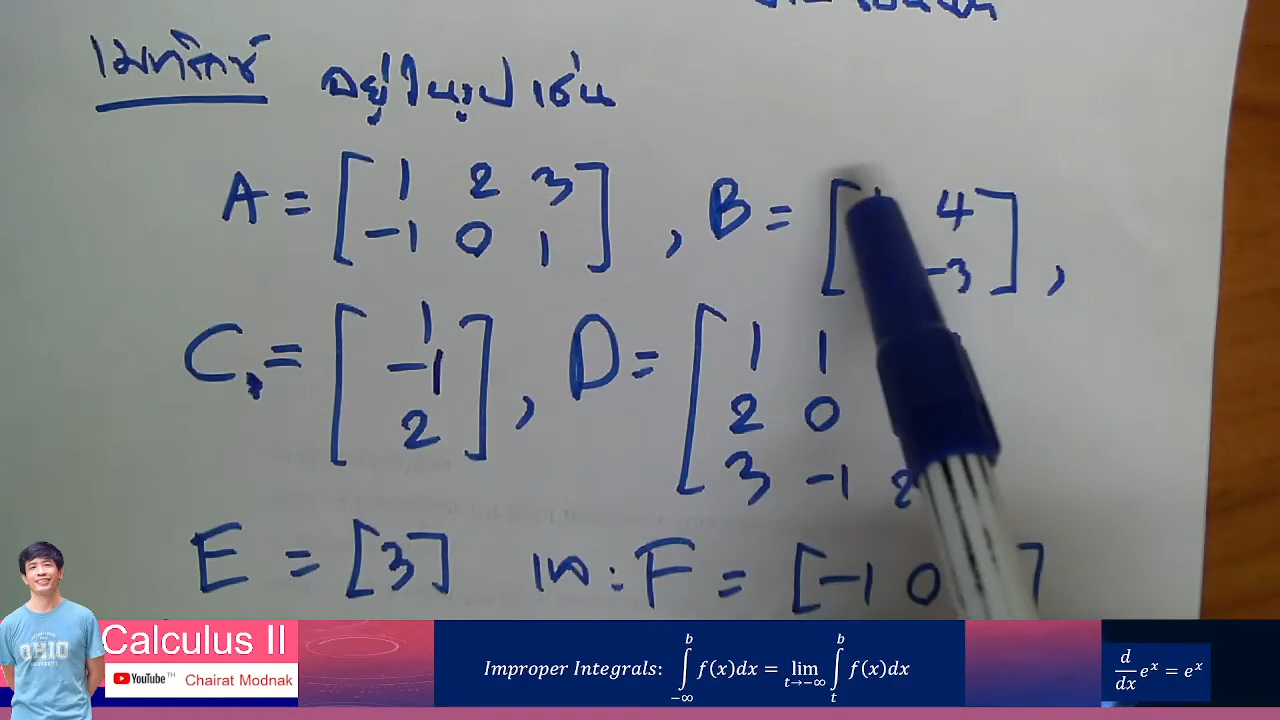 เมทริกซ์ อยู่ในรูป เช่น
A = [ 1 2 3
-1 0 1 ] , B = [ 4
-3 ] ,
C = [ 1
-1
2 ] , D = [ 1 1
2 0
3 -1 2
E = [3] และ F = [-1 0 ]
OHIO
Calculus II
YouTube™ Chairat Modnak
Improper Integrals: ∫_{-∞}^{b} f(x)dx = lim_{t→-∞} ∫_{t}^{b} f(x)dx
d/dx e^x = e^x